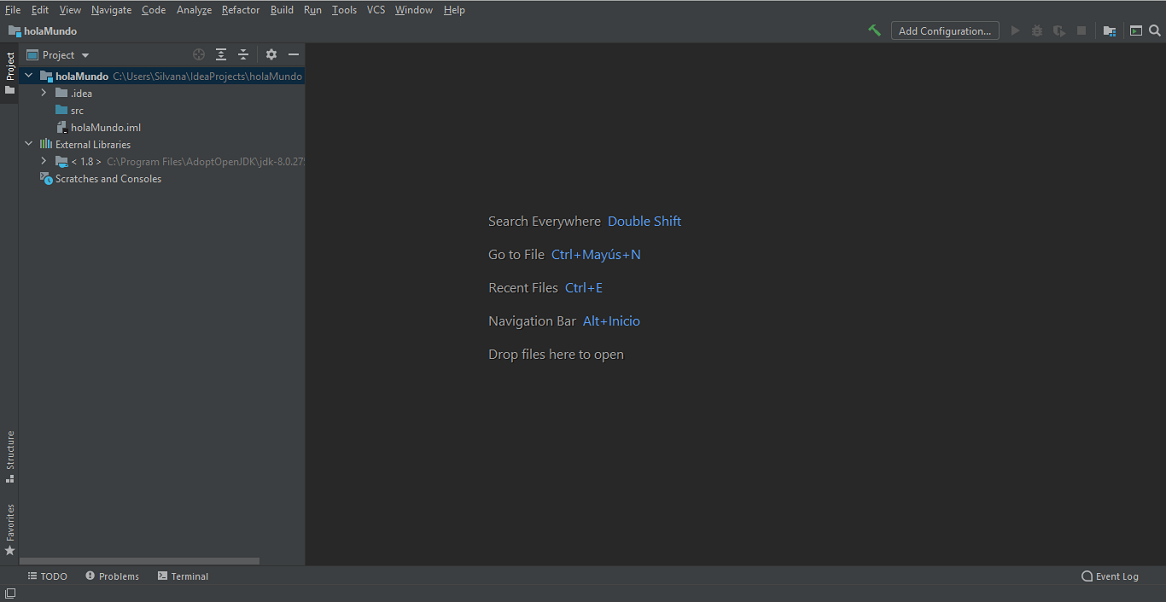 File Edit View Navigate Code Analyze Refactor Build Run Tools VCS Window Help
holaMundo
Add Configuration...
Project
holaMundo C:\Users\Silvana\IdeaProjects\holaMundo
.idea
src
holaMundo.iml
External Libraries
< 1.8 > C:\Program Files\AdoptOpenJDK\jdk-8.0.275
Scratches and Consoles
Search Everywhere Double Shift
Go to File Ctrl+Mayús+N
Recent Files Ctrl+E
Navigation Bar Alt+Inicio
Drop files here to open
Project
Structure
Favorites
TODO Problems Terminal
Event Log